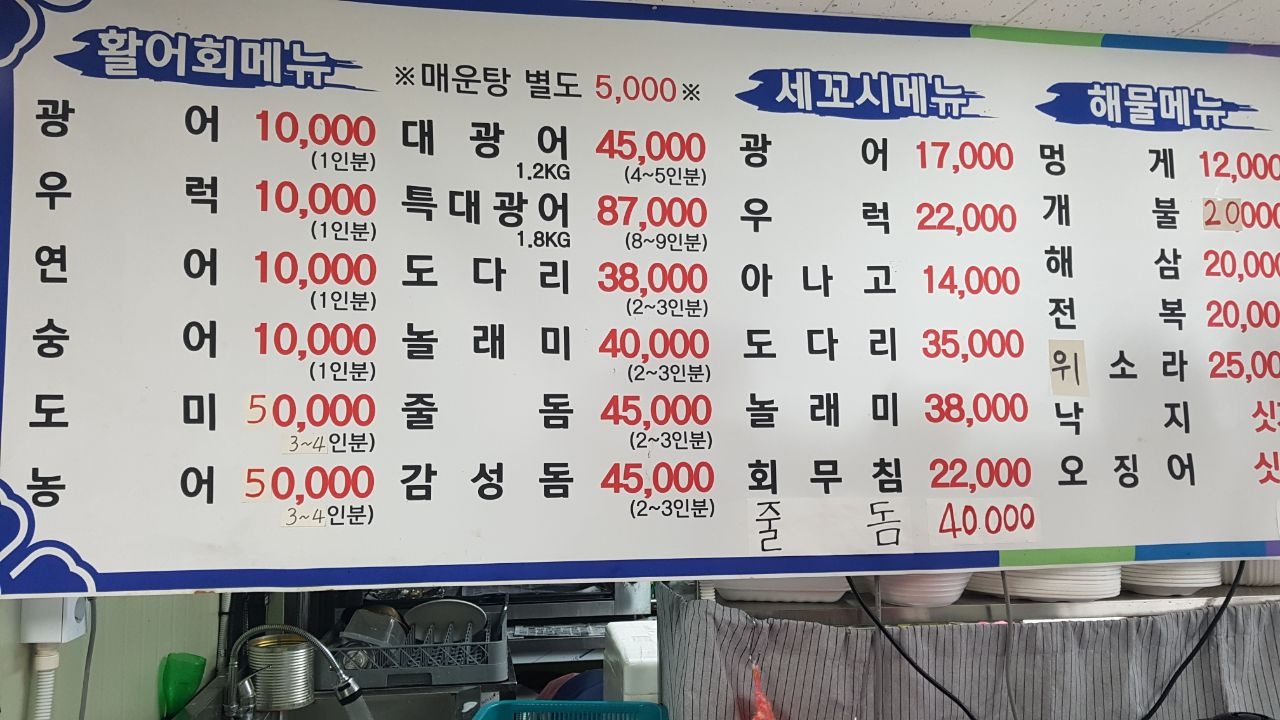 활어회메뉴
※매운탕 별도 5,000※
광어 10,000
(1인분)
우럭 10,000
(1인분)
연어 10,000
(1인분)
숭어 10,000
(1인분)
도미 50,000
3~4인분)
농어 50,000
3~4인분)
대광어 45,000
1.2KG (4~5인분)
특대광어 87,000
1.8KG (8~9인분)
도다리 38,000
(2~3인분)
놀래미 40,000
(2~3인분)
줄돔 45,000
(2~3인분)
감성돔 45,000
(2~3인분)
세꼬시메뉴
광어 17,000
우럭 22,000
아나고 14,000
도다리 35,000
놀래미 38,000
회무침 22,000
줄돔 40.000
해물메뉴
멍게 12,000
개불 20000
해삼 20,000
전복 20,00
위소라 25,00
낙지 싯
오징어 싯